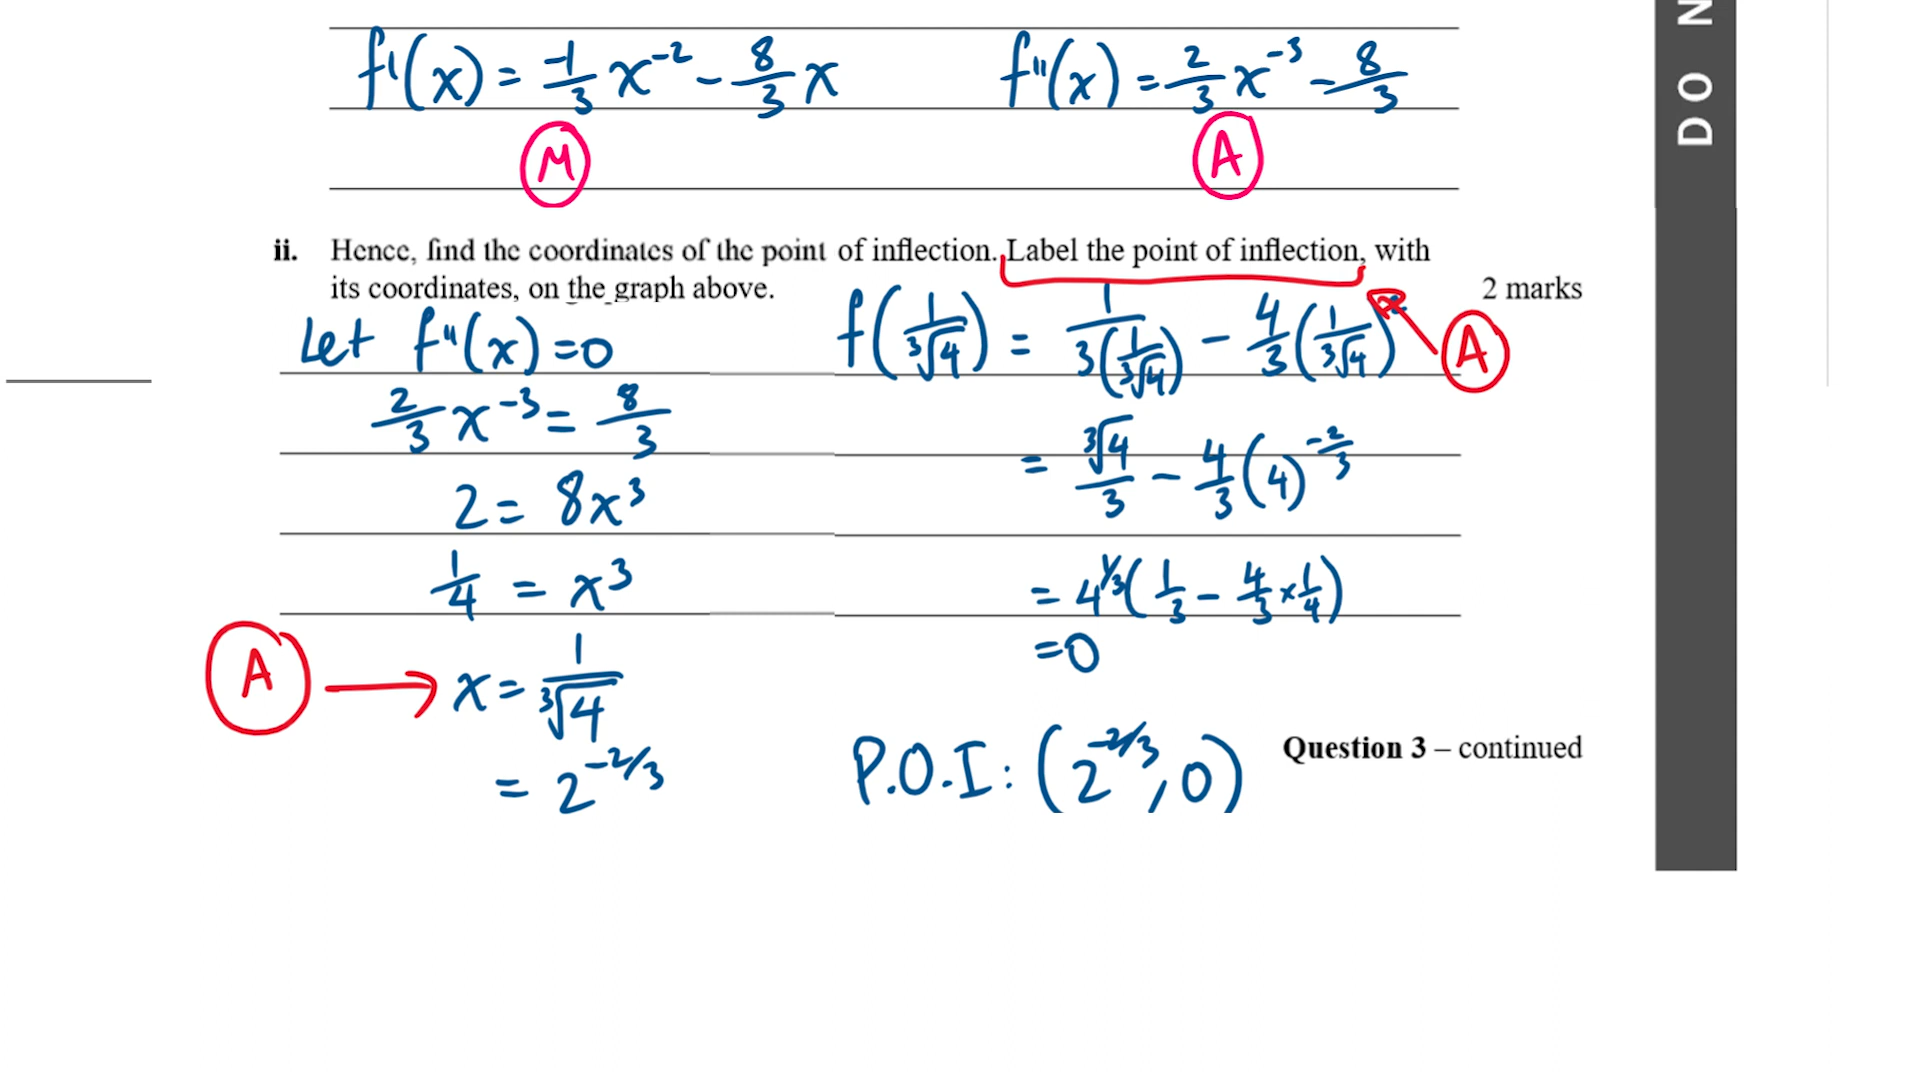 f'(x) = -1/3 x^-2 - 8/3 x
f''(x) = 2/3 x^-3 - 8/3
M
A
ii. Hence, find the coordinates of the point of inflection. Label the point of inflection, with
its coordinates, on the graph above.
2 marks
Let f''(x) = 0
2/3 x^-3 = 8/3
2 = 8x^3
1/4 = x^3
A → x = 1/∛4
= 2^-2/3
f(1/∛4) = 1/3(1/∛4) - 4/3(1/∛4)^2
A
= ∛4/3 - 4/3(4)^-2/3
= 4^1/3(1/3 - 4/3 × 1/4)
= 0
P.O.I: (2^-2/3, 0)
Question 3 – continued
DO N